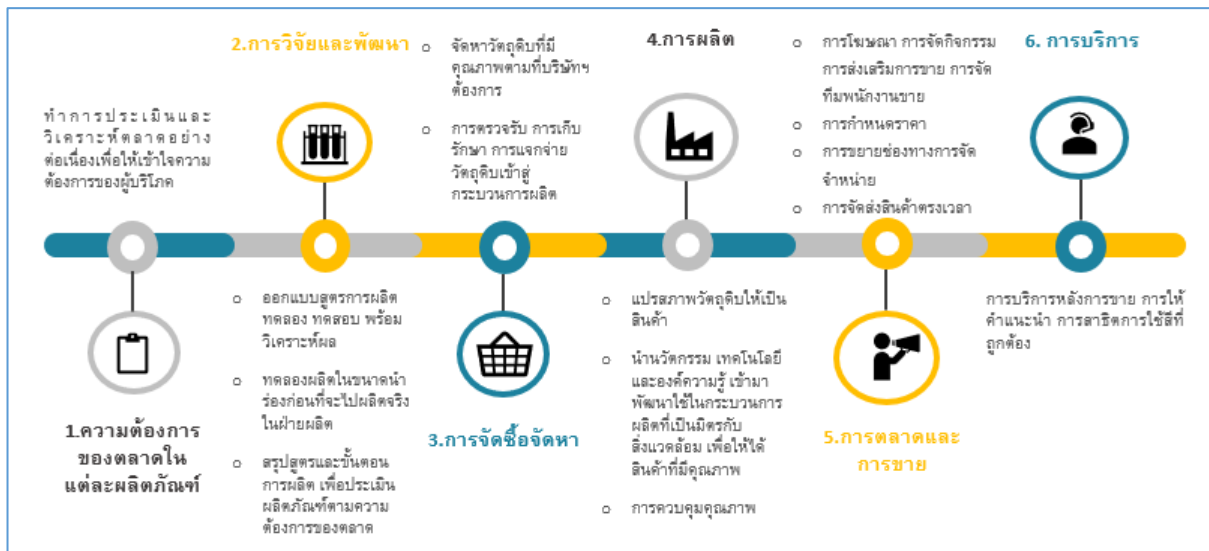 ทำการประเมินและ
วิเคราะห์ตลาดอย่าง
ต่อเนื่องเพื่อให้เข้าใจความ
ต้องการของผู้บริโภค
1.ความต้องการ
ของตลาดใน
แต่ละผลิตภัณฑ์
2.การวิจัยและพัฒนา
o ออกแบบสูตรการผลิต
ทดลอง ทดสอบ พร้อม
วิเคราะห์ผล
o ทดลองผลิตในขนาดนำ
ร่องก่อนที่จะไปผลิตจริง
ในฝ่ายผลิต
o สรุปสูตรและขั้นตอน
การผลิต เพื่อประเมิน
ผลิตภัณฑ์ตามความ
ต้องการของตลาด
o จัดหาวัตถุดิบที่มี
คุณภาพตามที่บริษัทฯ
ต้องการ
o การตรวจรับ การเก็บ
รักษา การแจกจ่าย
วัตถุดิบเข้าสู่
กระบวนการผลิต
3.การจัดซื้อจัดหา
4.การผลิต
o แปรสภาพวัตถุดิบให้เป็น
สินค้า
o นำนวัตกรรม เทคโนโลยี
และองค์ความรู้ เข้ามา
พัฒนาใช้ในกระบวนการ
ผลิตที่เป็นมิตรกับ
สิ่งแวดล้อม เพื่อให้ได้
สินค้าที่มีคุณภาพ
o การควบคุมคุณภาพ
o การโฆษณา การจัดกิจกรรม
การส่งเสริมการขาย การจัด
ทีมพนักงานขาย
o การกำหนดราคา
o การขยายช่องทางการจัด
จำหน่าย
o การจัดส่งสินค้าตรงเวลา
5.การตลาดและ
การขาย
6. การบริการ
การบริการหลังการขาย การให้
คำแนะนำ การสาธิตการใช้สีที่
ถูกต้อง